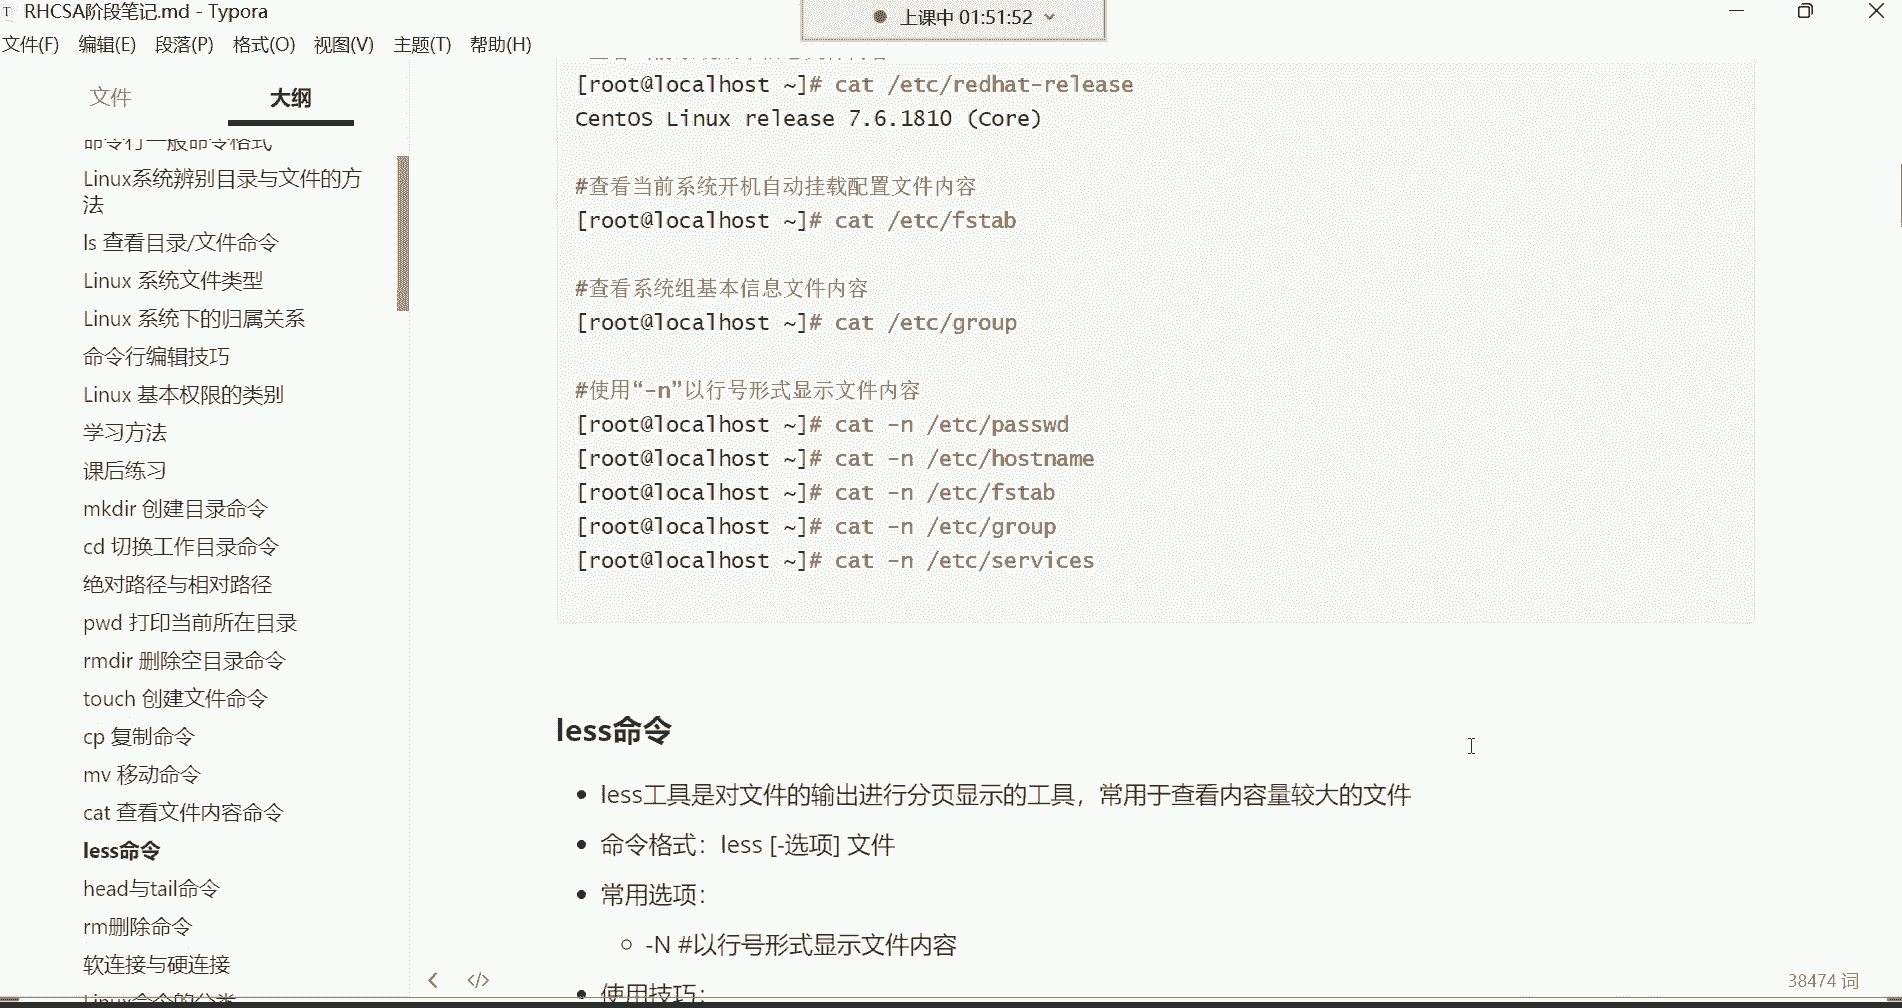 RHCSA阶段笔记.md - Typora
上课中 01:51:52
文件(F) 编辑(E) 段落(P) 格式(O) 视图(V) 主题(T) 帮助(H)
文件 大纲
命令行一般命令格式
Linux系统辨别目录与文件的方
法
ls 查看目录/文件命令
Linux 系统文件类型
Linux 系统下的归属关系
命令行编辑技巧
Linux 基本权限的类别
学习方法
课后练习
mkdir 创建目录命令
cd 切换工作目录命令
绝对路径与相对路径
pwd 打印当前所在目录
rmdir 删除空目录命令
touch 创建文件命令
cp 复制命令
mv 移动命令
cat 查看文件内容命令
less命令
head与tail命令
rm删除命令
软连接与硬连接
Linux命令的分类
[root@localhost ~]# cat /etc/redhat-release
CentOS Linux release 7.6.1810 (Core)
#查看当前系统开机自动挂载配置文件内容
[root@localhost ~]# cat /etc/fstab
#查看系统组基本信息文件内容
[root@localhost ~]# cat /etc/group
#使用“-n”以行号形式显示文件内容
[root@localhost ~]# cat -n /etc/passwd
[root@localhost ~]# cat -n /etc/hostname
[root@localhost ~]# cat -n /etc/fstab
[root@localhost ~]# cat -n /etc/group
[root@localhost ~]# cat -n /etc/services
less命令
less工具是对文件的输出进行分页显示的工具，常用于查看内容量较大的文件
命令格式：less [-选项] 文件
常用选项：
-N #以行号形式显示文件内容
使用技巧：
</>
38474 词